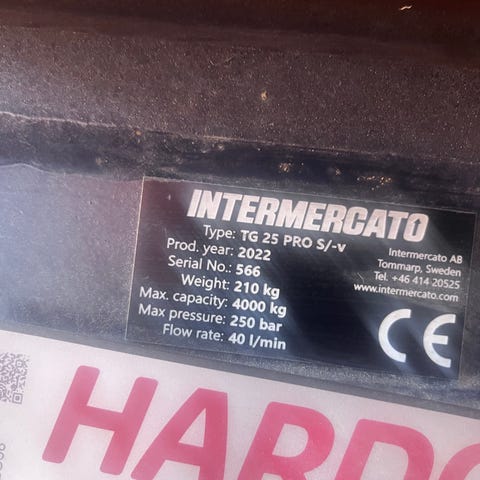 INTERMERCATO
Type: TG 25 PRO S/-v
Prod. year: 2022
Serial No.: 566
Weight: 210 kg
Max. capacity: 4000 kg
Max pressure: 250 bar
Flow rate: 40 l/min
Intermercato AB
Tommarp, Sweden
Tel. +46 414 20525
www.intermercato.com
CE